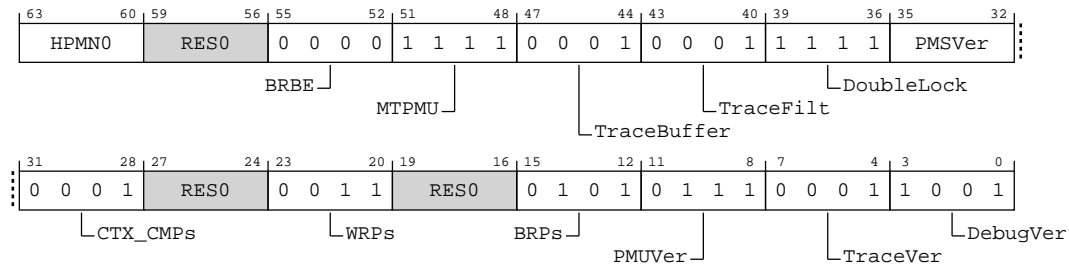 63 60 59 56 55 52 51 48 47 44 43 40 39 36 35 32
HPMN0 RES0 0 0 0 0 1 1 1 1 0 0 0 1 0 0 0 1 1 1 1 1 PMSVer
BRBE DoubleLock
MTPMU TraceFilt
TraceBuffer
31 28 27 24 23 20 19 16 15 12 11 8 7 4 3 0
0 0 0 1 RES0 0 0 1 1 RES0 0 1 0 1 0 1 1 1 0 0 0 1 1 0 0 1
CTX_CMPs WRPs BRPs DebugVer
PMUVer TraceVer